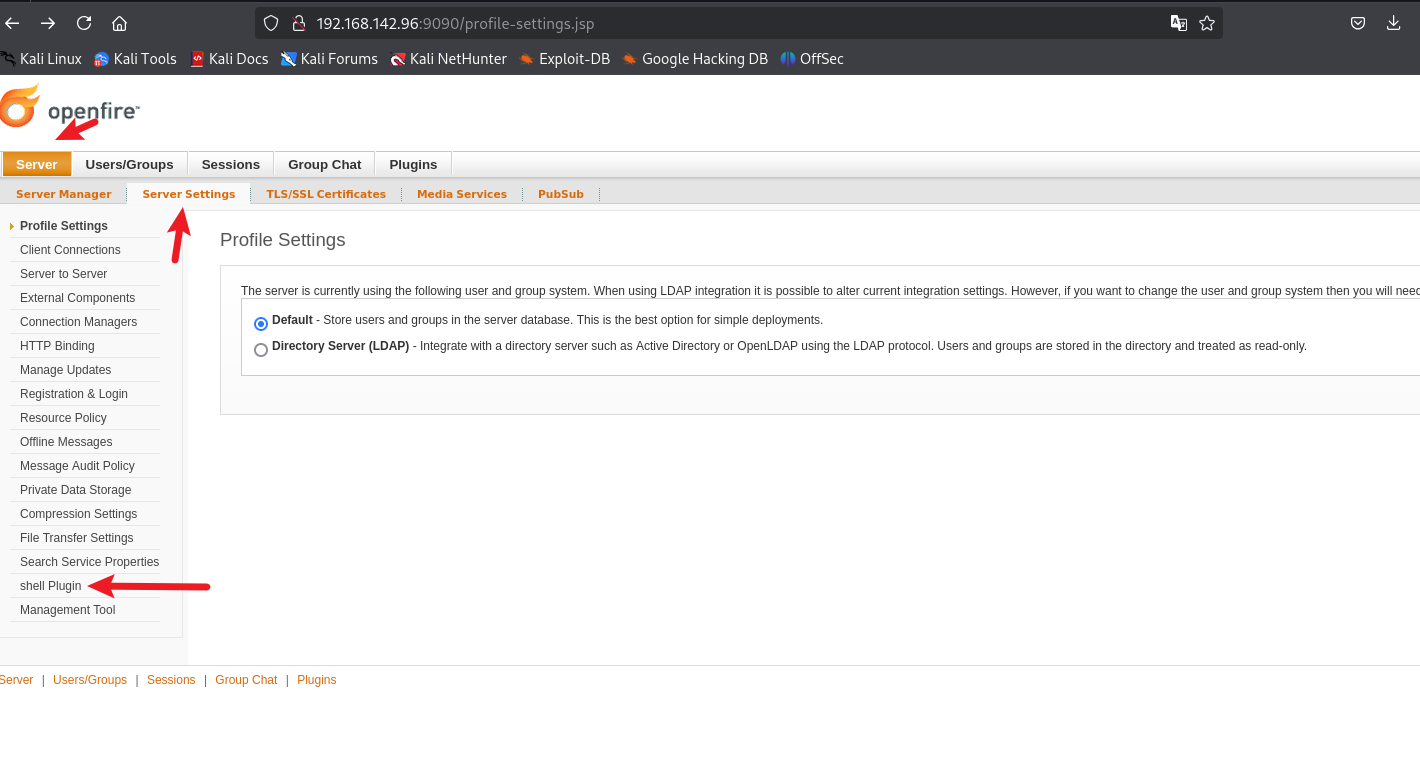 192.168.142.96:9090/profile-settings.jsp
Kali Linux Kali Tools Kali Docs Kali Forums Kali NetHunter Exploit-DB Google Hacking DB OffSec
openfire™
Server Users/Groups Sessions Group Chat Plugins
Server Manager Server Settings TLS/SSL Certificates Media Services PubSub
Profile Settings
Client Connections
Server to Server
External Components
Connection Managers
HTTP Binding
Manage Updates
Registration & Login
Resource Policy
Offline Messages
Message Audit Policy
Private Data Storage
Compression Settings
File Transfer Settings
Search Service Properties
shell Plugin
Management Tool
Profile Settings
The server is currently using the following user and group system. When using LDAP integration it is possible to alter current integration settings. However, if you want to change the user and group system then you will need
Default - Store users and groups in the server database. This is the best option for simple deployments.
Directory Server (LDAP) - Integrate with a directory server such as Active Directory or OpenLDAP using the LDAP protocol. Users and groups are stored in the directory and treated as read-only.
Server | Users/Groups | Sessions | Group Chat | Plugins